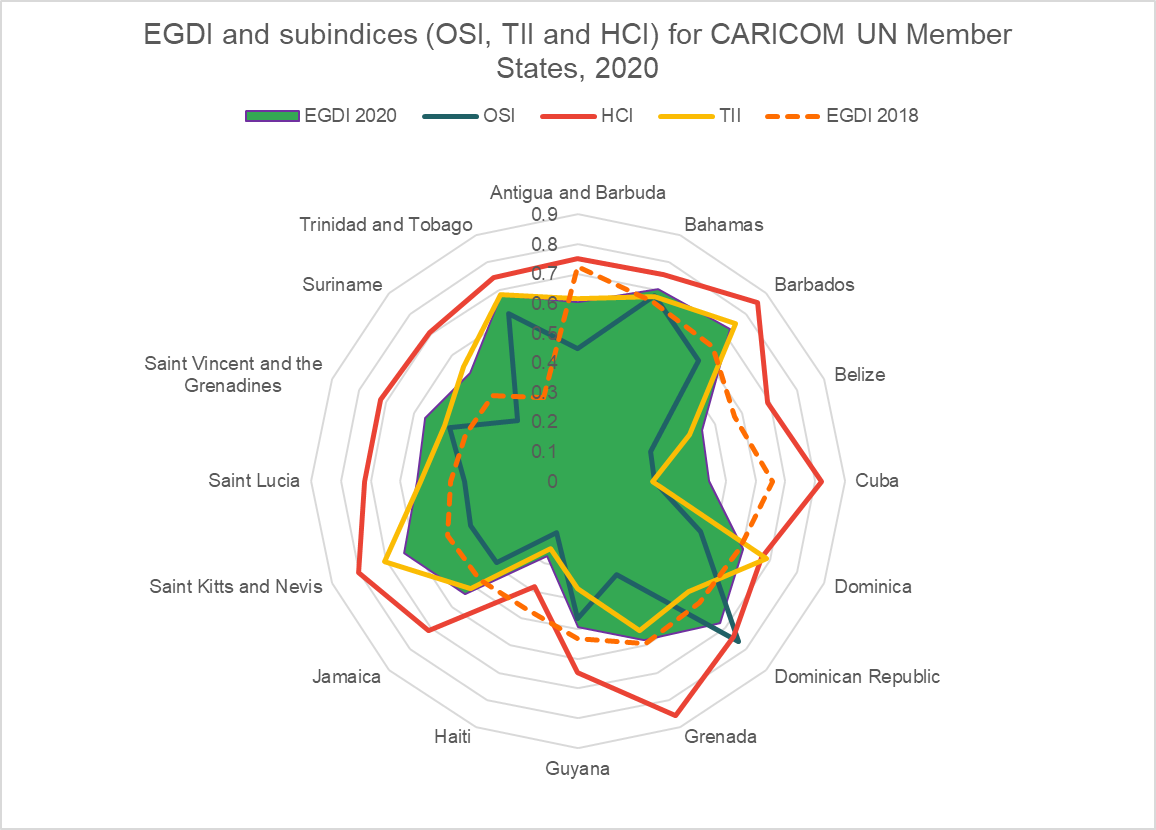 EGDI and subindices (OSI, TII and HCI) for CARICOM UN Member
States, 2020
EGDI 2020
OSI
HCI
TII
EGDI 2018
Antigua and Barbuda
Bahamas
Barbados
Belize
Cuba
Dominica
Dominican Republic
Grenada
Guyana
Haiti
Jamaica
Saint Kitts and Nevis
Saint Lucia
Saint Vincent and the
Grenadines
Suriname
Trinidad and Tobago
0.9
0.8
0.7
0.6
0.5
0.4
0.3
0.2
0.1
0